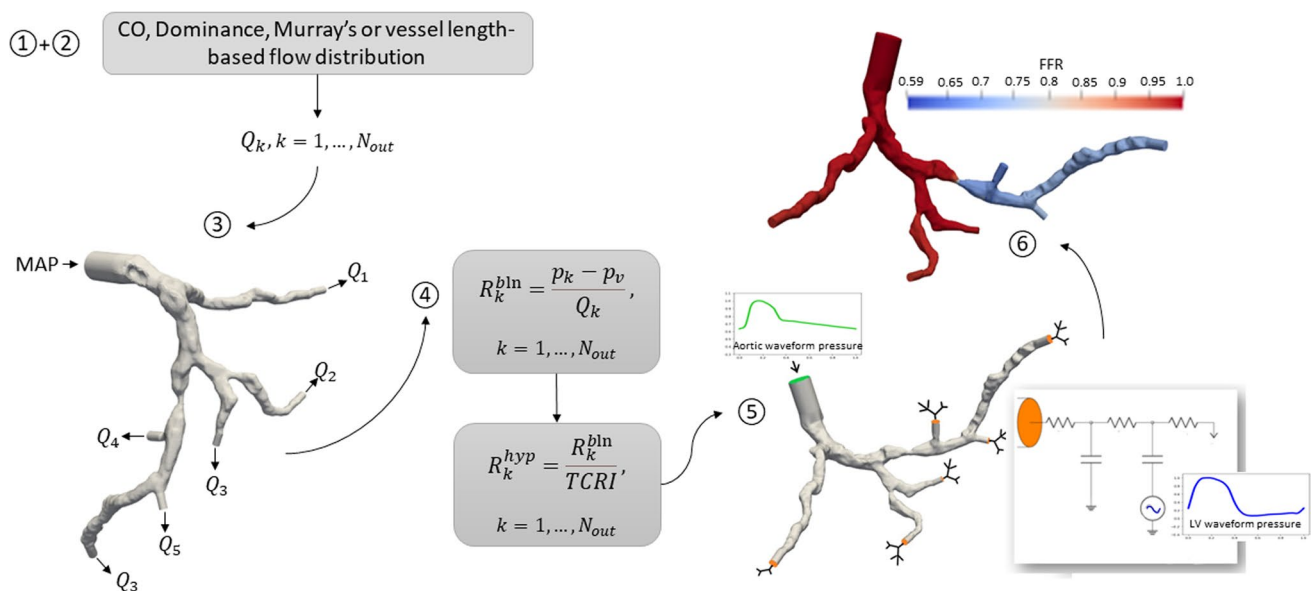 ①+②
CO, Dominance, Murray's or vessel length-
based flow distribution
Q_k, k = 1, …, N_out
③
MAP
Q_1
Q_2
Q_4
Q_3
Q_5
Q_3
④
R_k^bln = (p_k − p_v) / Q_k,
k = 1, …, N_out
R_k^hyp = R_k^bln / TCRI,
k = 1, …, N_out
⑤
Aortic waveform pressure
FFR
0.59 0.65 0.7 0.75 0.8 0.85 0.9 0.95 1.0
⑥
LV waveform pressure